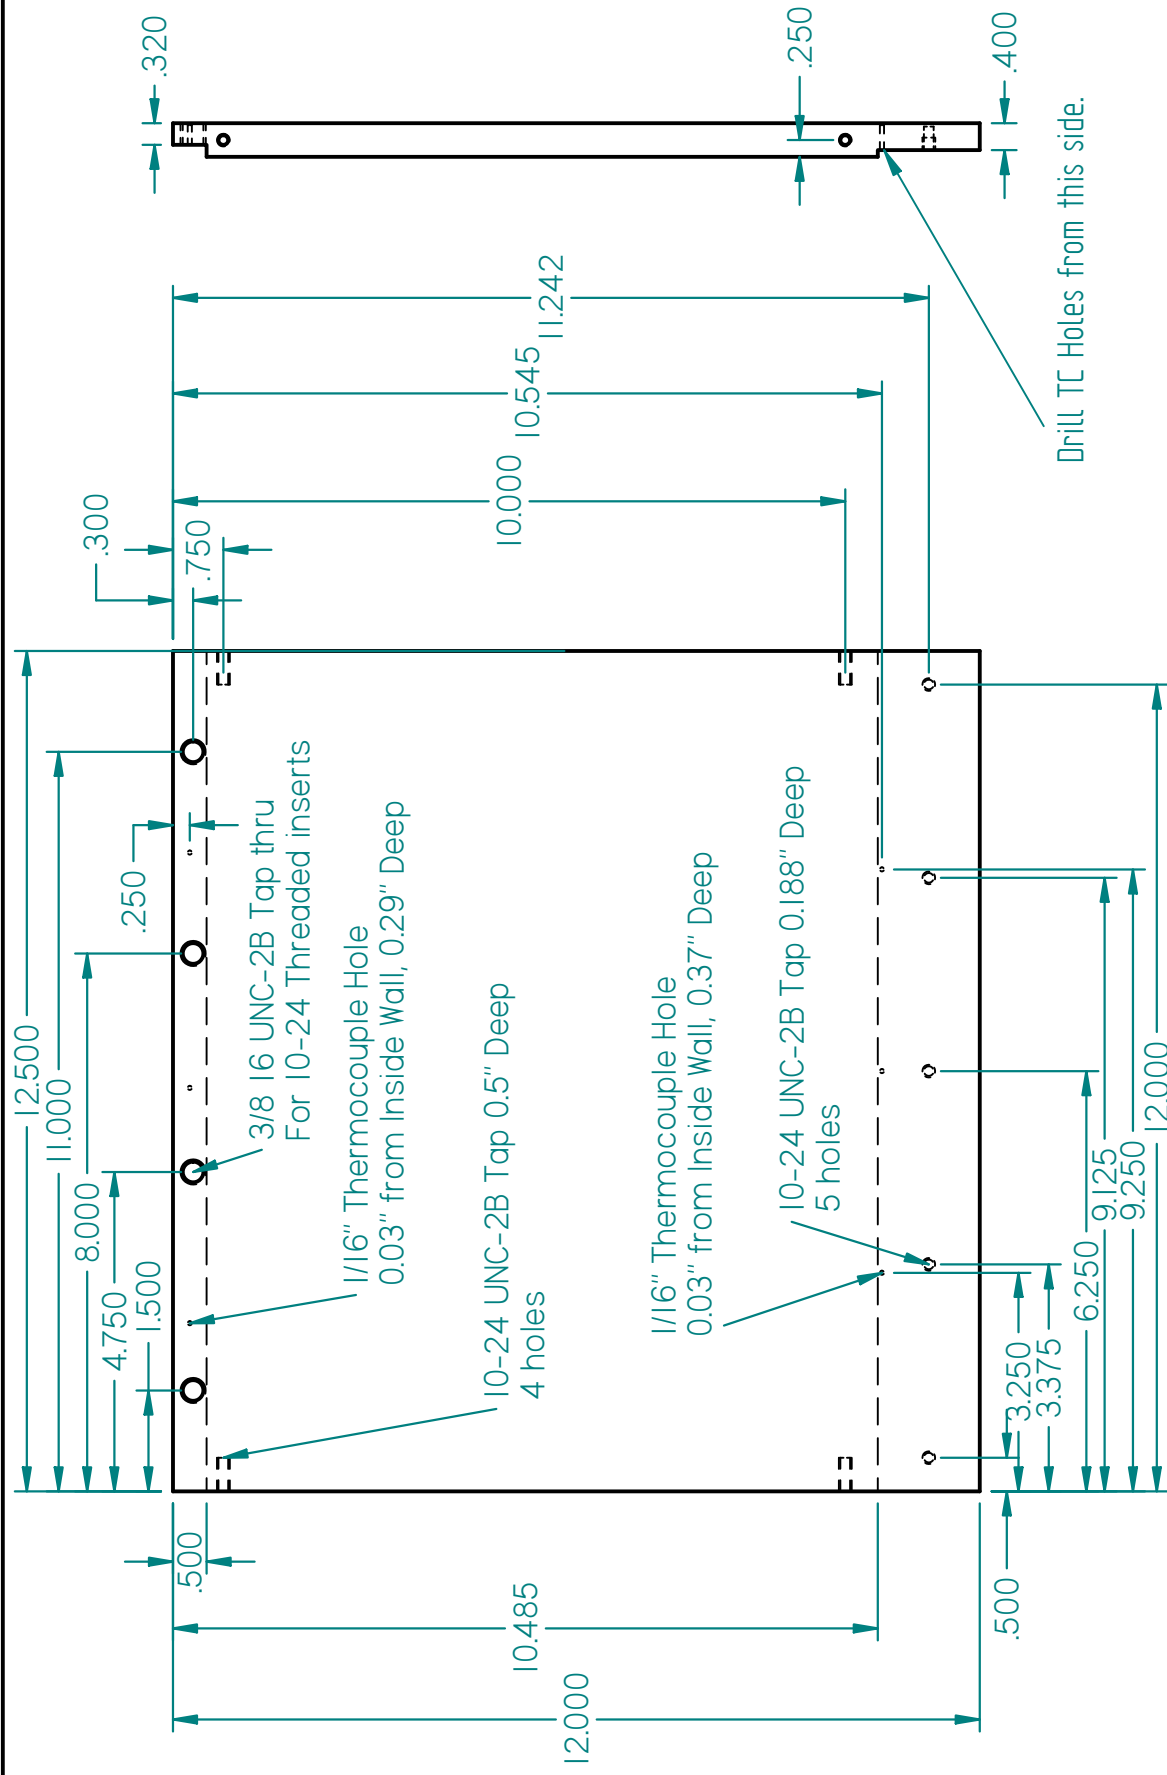 12.500
11.000
8.000
4.750
1.500
.250
.300
.750
.320
3/8 16 UNC-2B Tap thru
For 10-24 Threaded inserts
1/16" Thermocouple Hole
0.03" from Inside Wall, 0.29" Deep
10-24 UNC-2B Tap 0.5" Deep
4 holes
1/16" Thermocouple Hole
0.03" from Inside Wall, 0.37" Deep
10-24 UNC-2B Tap 0.188" Deep
5 holes
.500
10.485
12.000
10.000
10.545
11.242
.250
.400
Drill TC Holes from this side.
.500
3.250
3.375
6.250
9.125
9.250
12.000